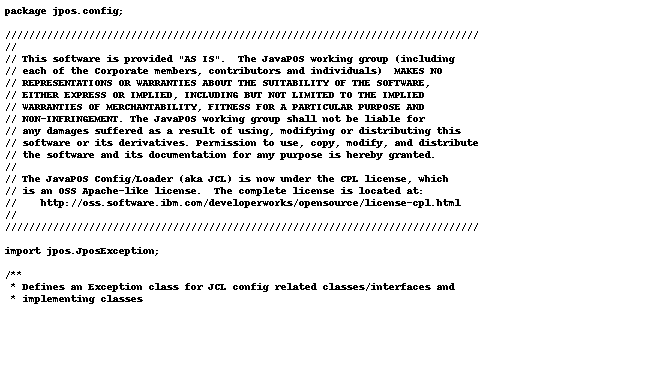 package jpos.config;

///////////////////////////////////////////////////////////////////////////////
//
// This software is provided "AS IS".  The JavaPOS working group (including
// each of the Corporate members, contributors and individuals)  MAKES NO
// REPRESENTATIONS OR WARRANTIES ABOUT THE SUITABILITY OF THE SOFTWARE,
// EITHER EXPRESS OR IMPLIED, INCLUDING BUT NOT LIMITED TO THE IMPLIED
// WARRANTIES OF MERCHANTABILITY, FITNESS FOR A PARTICULAR PURPOSE AND
// NON-INFRINGEMENT. The JavaPOS working group shall not be liable for
// any damages suffered as a result of using, modifying or distributing this
// software or its derivatives. Permission to use, copy, modify, and distribute
// the software and its documentation for any purpose is hereby granted.
//
// The JavaPOS Config/Loader (aka JCL) is now under the CPL license, which
// is an OSS Apache-like license.  The complete license is located at:
//    http://oss.software.ibm.com/developerworks/opensource/license-cpl.html
//
///////////////////////////////////////////////////////////////////////////////

import jpos.JposException;

/**
 * Defines an Exception class for JCL config related classes/interfaces and
 * implementing classes